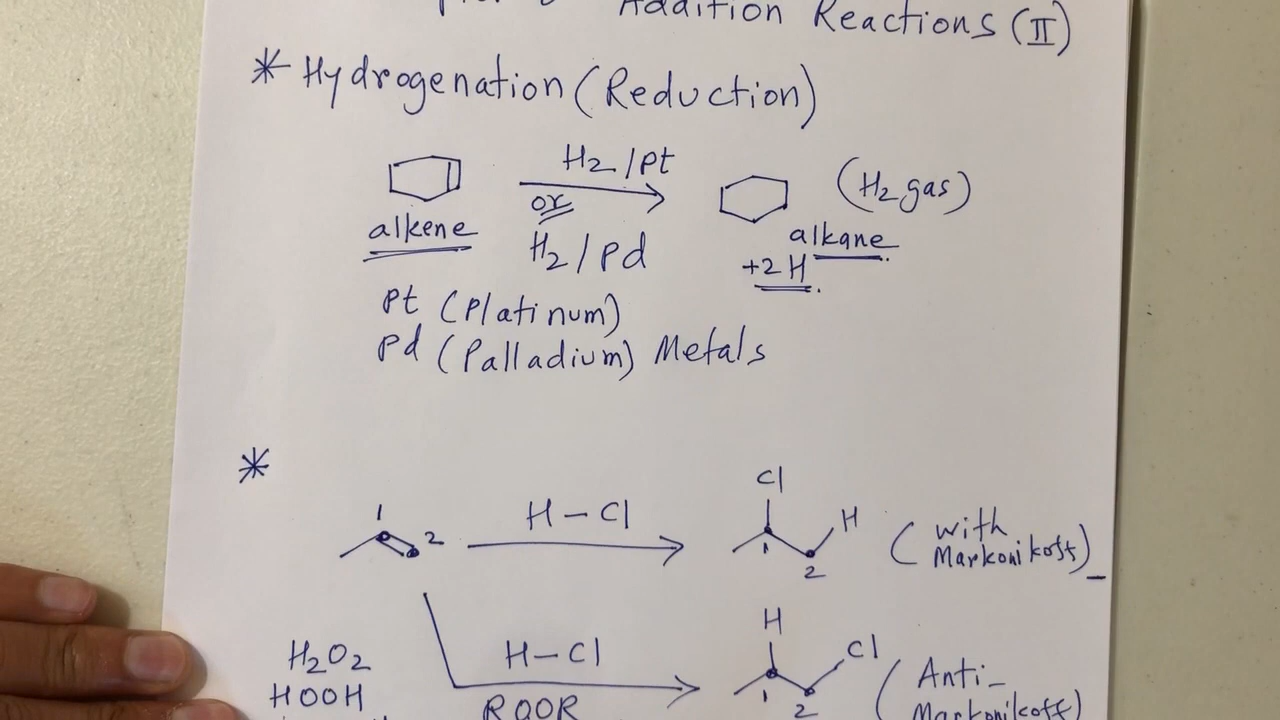 Addition Reactions (II)
* Hydrogenation (Reduction)
H2/Pt
(H2 gas)
or
alkene
H2/Pd
alkane
+2H
Pt (Platinum)
Pd (Palladium) Metals
*
Cl
1
2
H-Cl
H
1
2
(with
Markonikoff)
H
H2O2
H-Cl
Cl
HOOH
ROOR
1
2
(Anti-
Markonikoff)